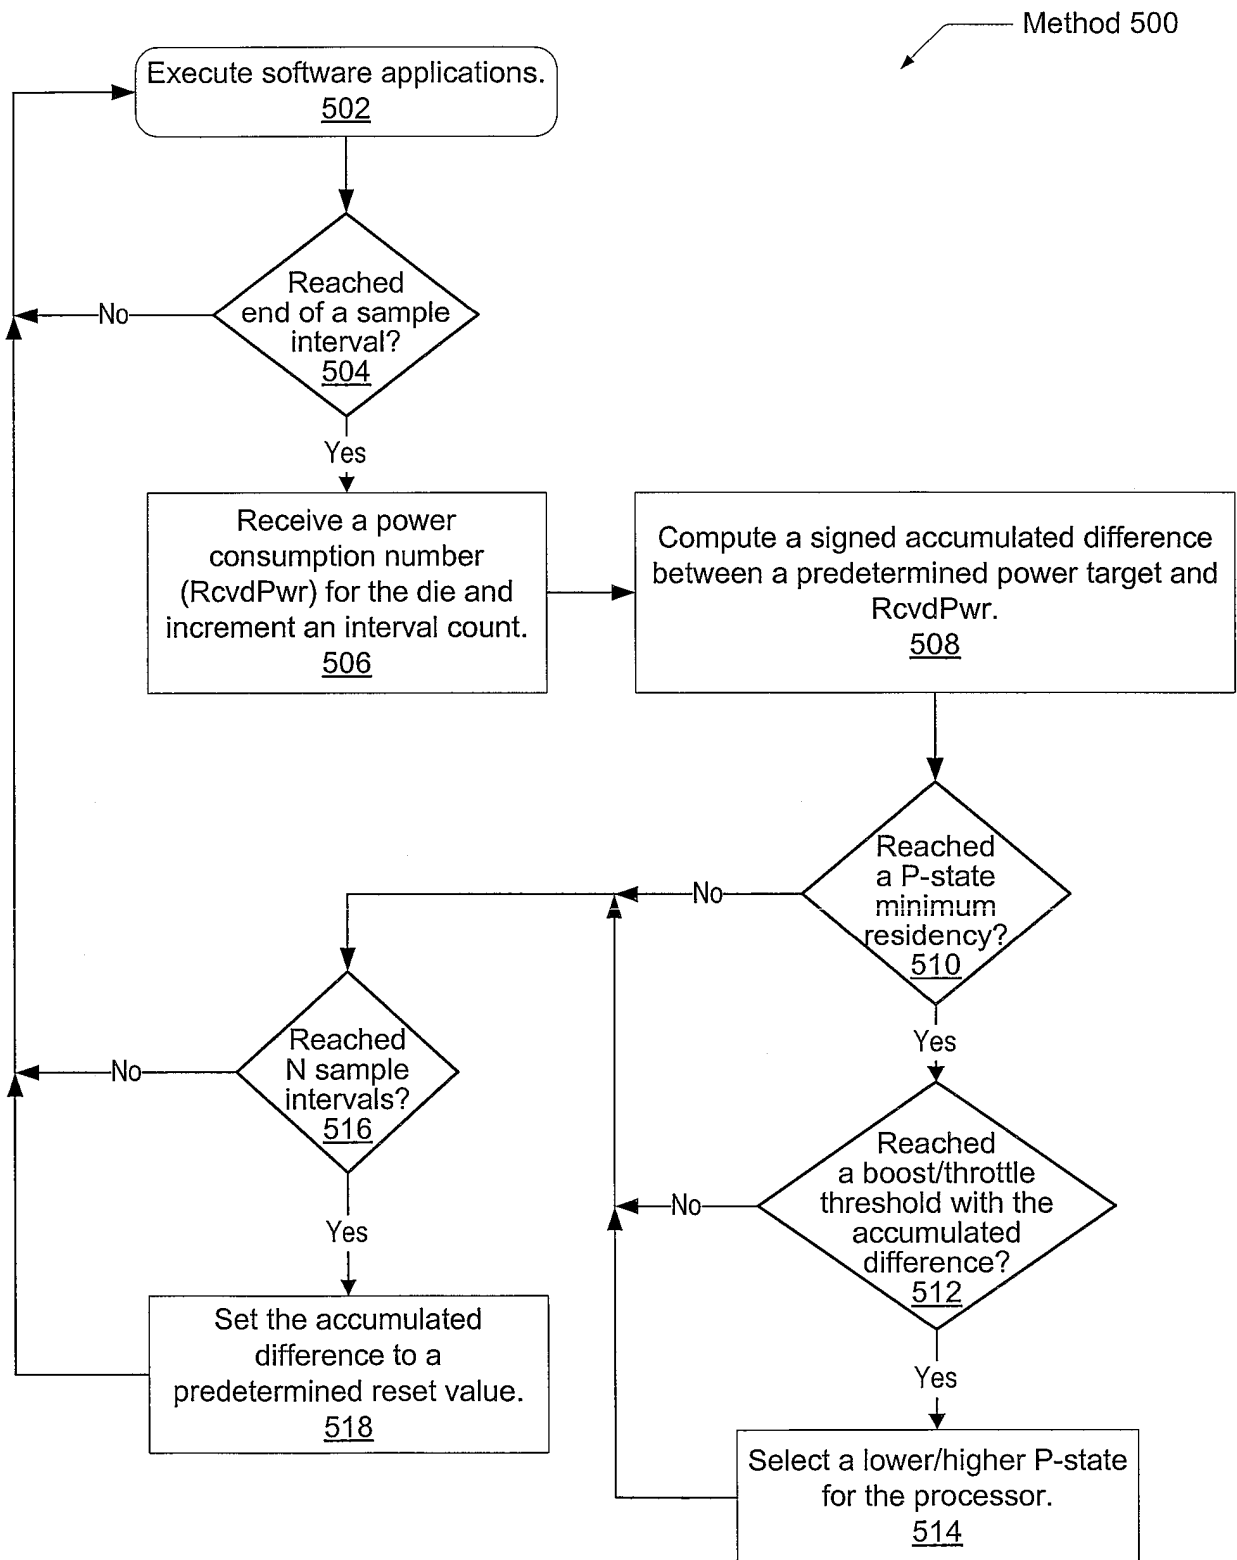 Method 500
Execute software applications.
502
Reached
end of a sample
interval?
504
No
Yes
Receive a power
consumption number
(RcvdPwr) for the die and
increment an interval count.
506
Compute a signed accumulated difference
between a predetermined power target and
RcvdPwr.
508
Reached
a P-state
minimum
residency?
510
No
Yes
Reached
N sample
intervals?
516
No
Yes
Reached
a boost/throttle
threshold with the
accumulated
difference?
512
No
Yes
Set the accumulated
difference to a
predetermined reset value.
518
Select a lower/higher P-state
for the processor.
514